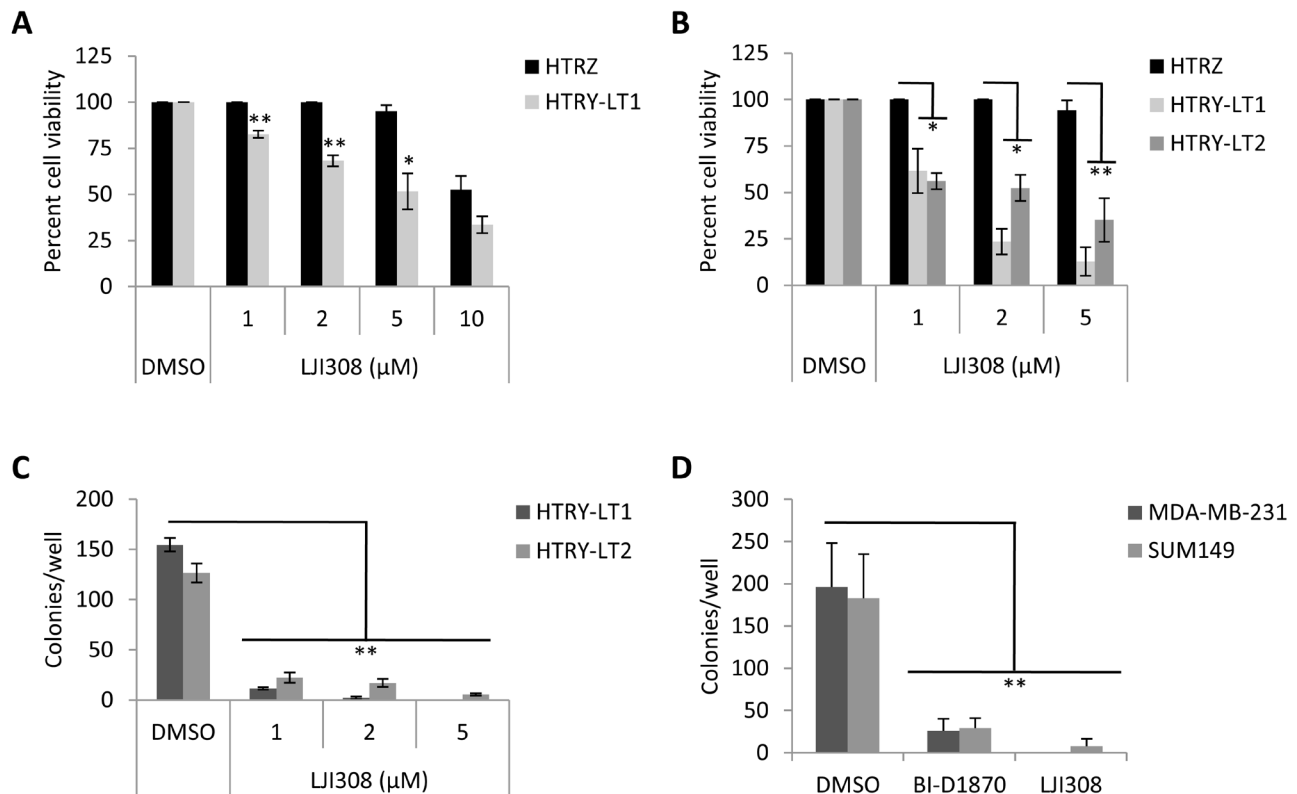 A
Percent cell viability
125
100
75
50
25
0
**
**
*
HTRZ
HTRY-LT1
1 2 5 10
DMSO LJI308 (µM)
B
Percent cell viability
125
100
75
50
25
0
*
*
**
HTRZ
HTRY-LT1
HTRY-LT2
1 2 5
DMSO LJI308 (µM)
C
Colonies/well
200
150
100
50
0
**
HTRY-LT1
HTRY-LT2
DMSO 1 2 5
LJI308 (µM)
D
Colonies/well
300
250
200
150
100
50
0
**
MDA-MB-231
SUM149
DMSO BI-D1870 LJI308